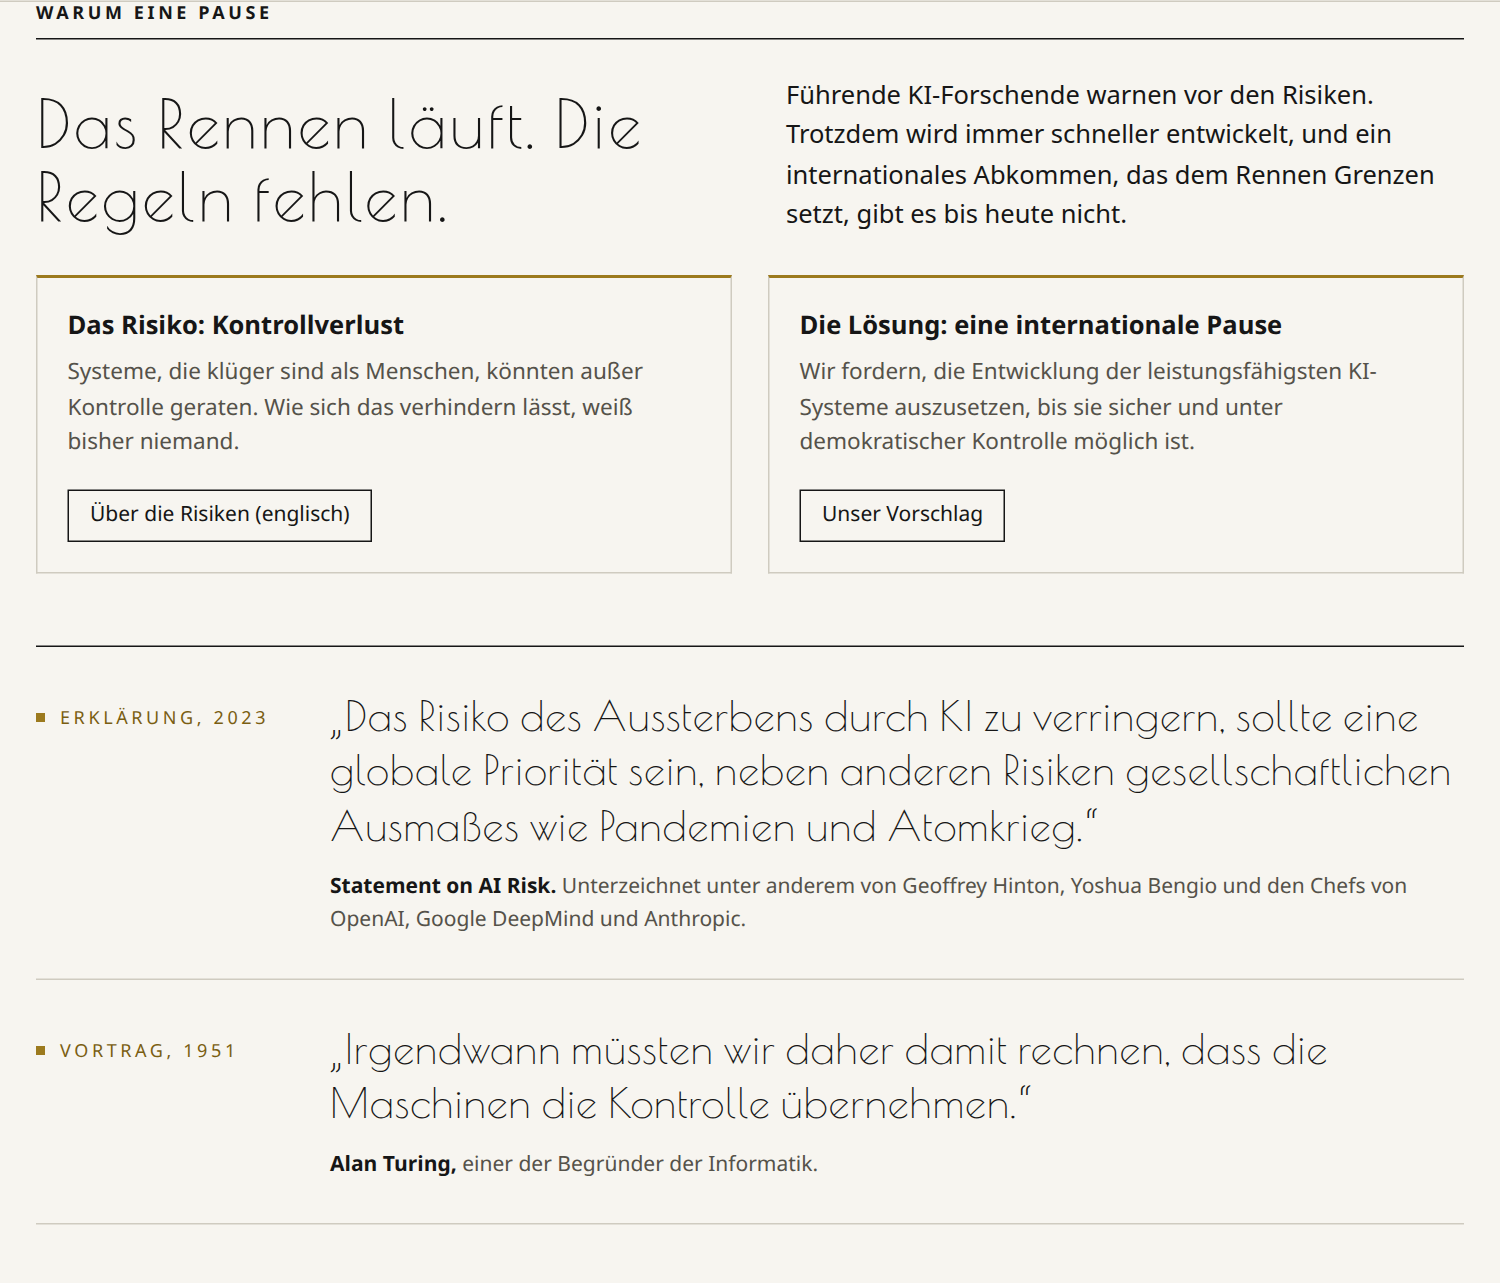 WARUM EINE PAUSE
Das Rennen läuft. Die
Regeln fehlen.
Führende KI-Forschende warnen vor den Risiken.
Trotzdem wird immer schneller entwickelt, und ein
internationales Abkommen, das dem Rennen Grenzen
setzt, gibt es bis heute nicht.
Das Risiko: Kontrollverlust
Systeme, die klüger sind als Menschen, könnten außer
Kontrolle geraten. Wie sich das verhindern lässt, weiß
bisher niemand.
Über die Risiken (englisch)
Die Lösung: eine internationale Pause
Wir fordern, die Entwicklung der leistungsfähigsten KI-
Systeme auszusetzen, bis sie sicher und unter
demokratischer Kontrolle möglich ist.
Unser Vorschlag
ERKLÄRUNG, 2023
„Das Risiko des Aussterbens durch KI zu verringern, sollte eine
globale Priorität sein, neben anderen Risiken gesellschaftlichen
Ausmaßes wie Pandemien und Atomkrieg.“
Statement on AI Risk. Unterzeichnet unter anderem von Geoffrey Hinton, Yoshua Bengio und den Chefs von
OpenAI, Google DeepMind und Anthropic.
VORTRAG, 1951
„Irgendwann müssten wir daher damit rechnen, dass die
Maschinen die Kontrolle übernehmen.“
Alan Turing, einer der Begründer der Informatik.